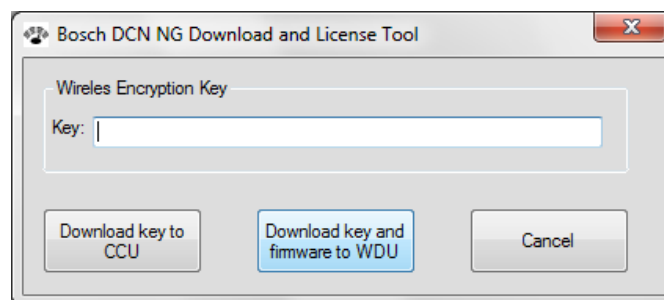 Bosch DCN NG Download and License Tool
Wireles Encryption Key
Key:
Download key to
CCU
Download key and
firmware to WDU
Cancel